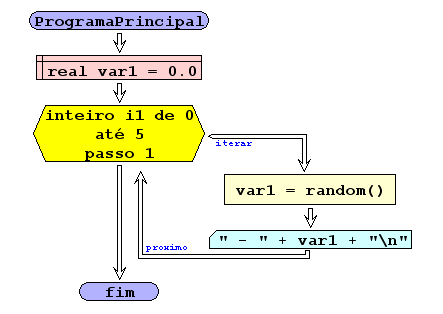 ProgramaPrincipal
real var1 = 0.0
inteiro i1 de 0
até 5
passo 1
iterar
var1 = random()
" - " + var1 + "\n"
proximo
fim